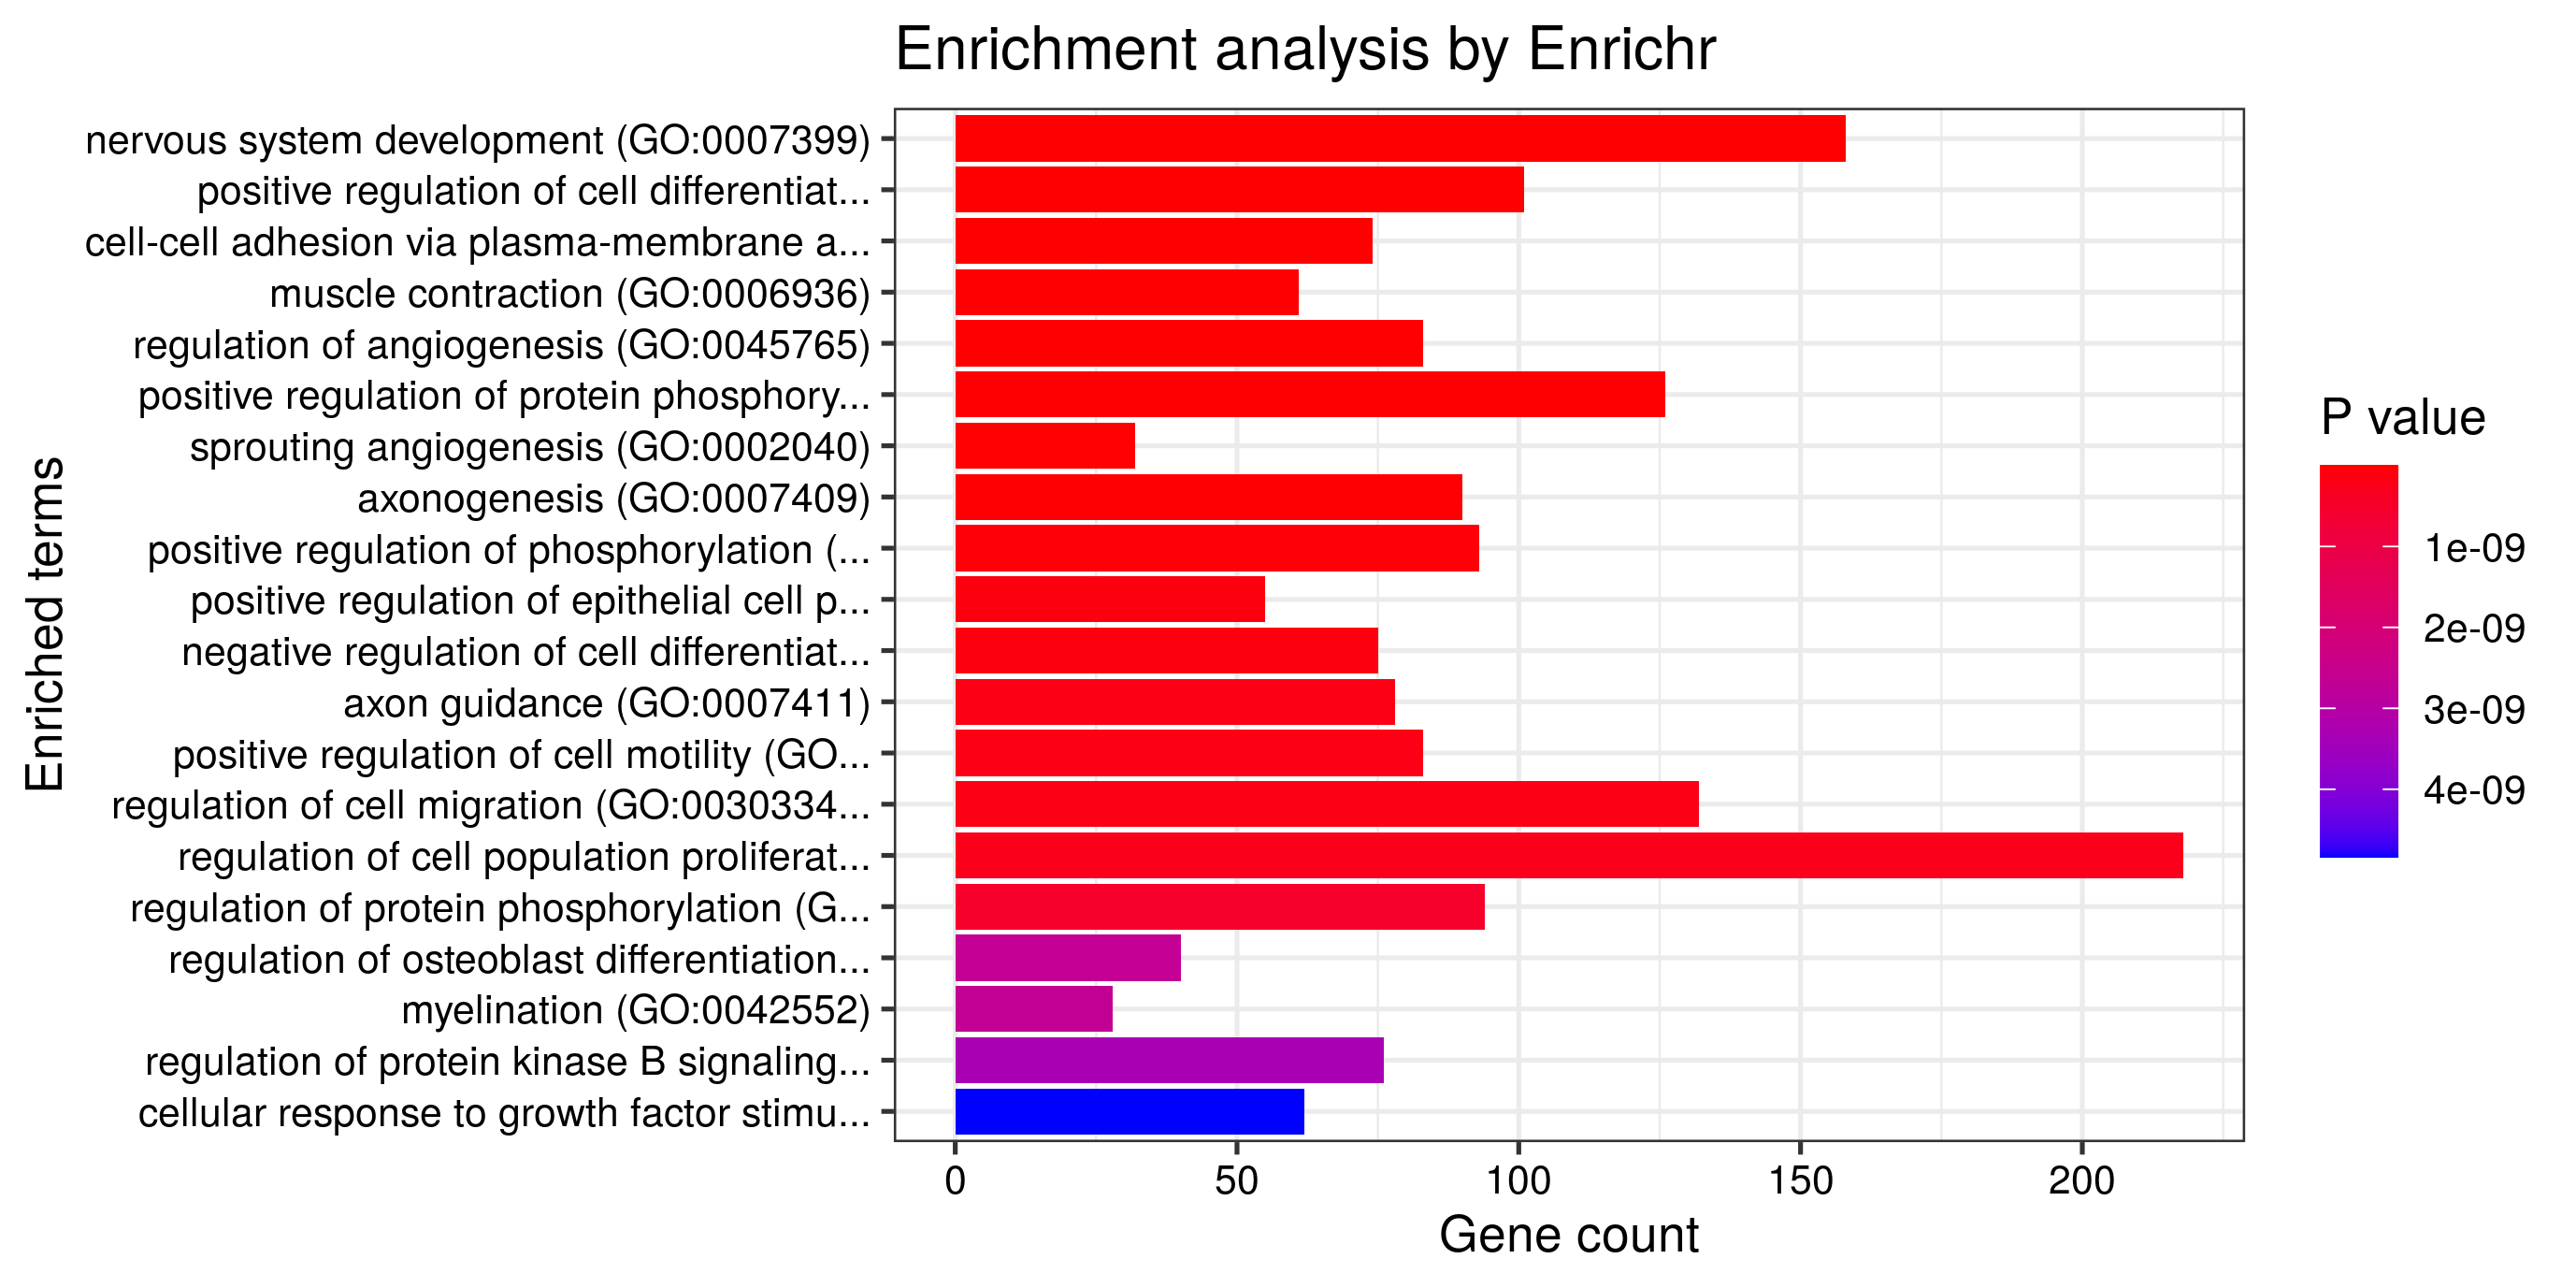 Enrichment analysis by Enrichr
Enriched terms
nervous system development (GO:0007399)
positive regulation of cell differentiat...
cell-cell adhesion via plasma-membrane a...
muscle contraction (GO:0006936)
regulation of angiogenesis (GO:0045765)
positive regulation of protein phosphory...
sprouting angiogenesis (GO:0002040)
axonogenesis (GO:0007409)
positive regulation of phosphorylation (...
positive regulation of epithelial cell p...
negative regulation of cell differentiat...
axon guidance (GO:0007411)
positive regulation of cell motility (GO...
regulation of cell migration (GO:0030334...
regulation of cell population proliferat...
regulation of protein phosphorylation (G...
regulation of osteoblast differentiation...
myelination (GO:0042552)
regulation of protein kinase B signaling...
cellular response to growth factor stimu...
0 50 100 150 200
Gene count
P value
1e-09
2e-09
3e-09
4e-09